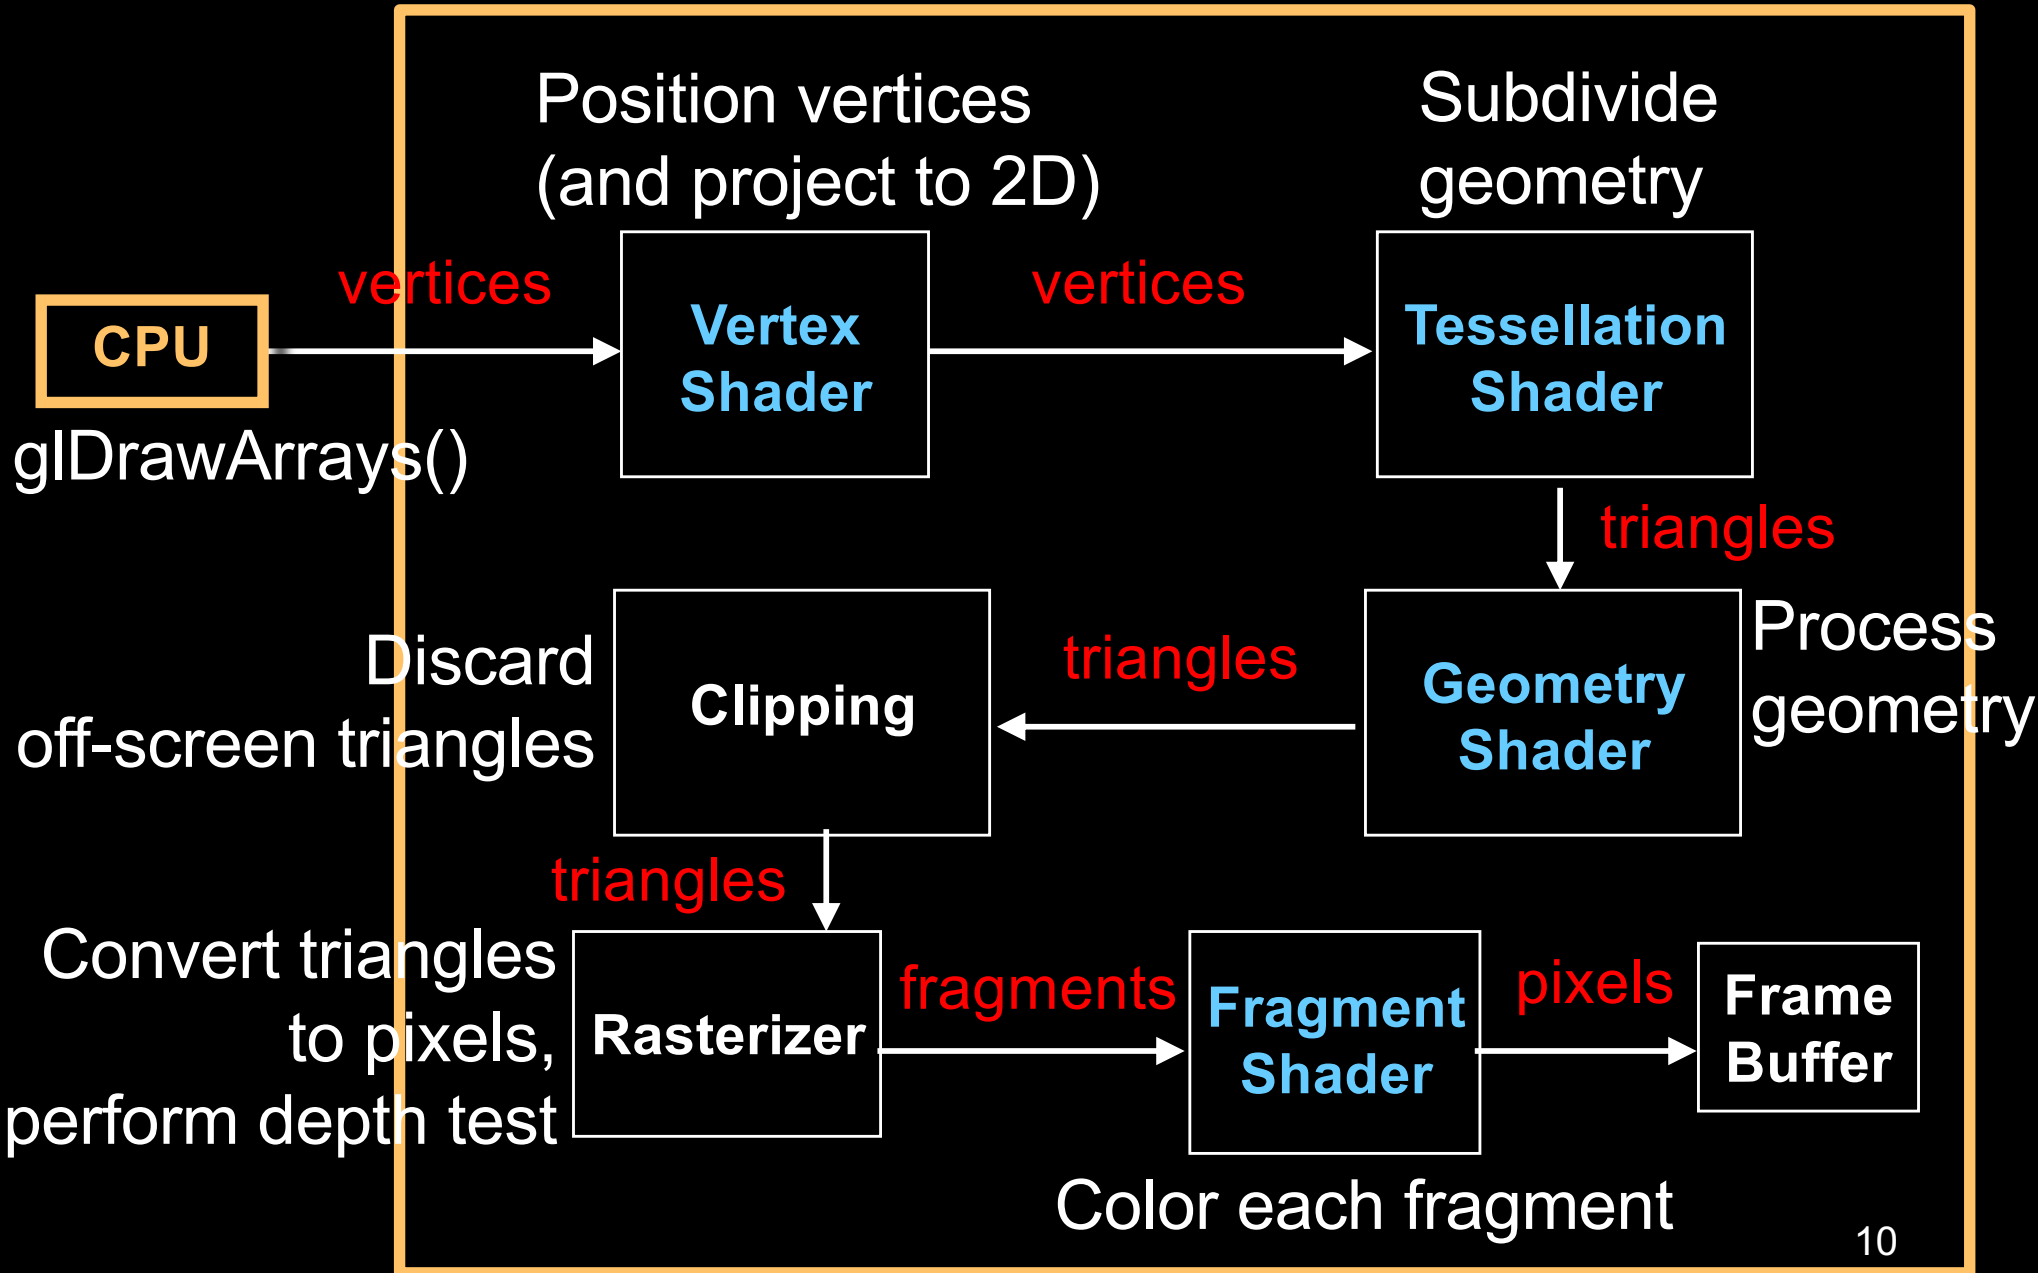 Position vertices
(and project to 2D)
Subdivide
geometry
CPU
glDrawArrays()
vertices
Vertex
Shader
vertices
Tessellation
Shader
triangles
Process
geometry
Geometry
Shader
triangles
Clipping
Discard
off-screen triangles
triangles
Convert triangles
to pixels,
perform depth test
Rasterizer
fragments
Fragment
Shader
Color each fragment
pixels
Frame
Buffer
10